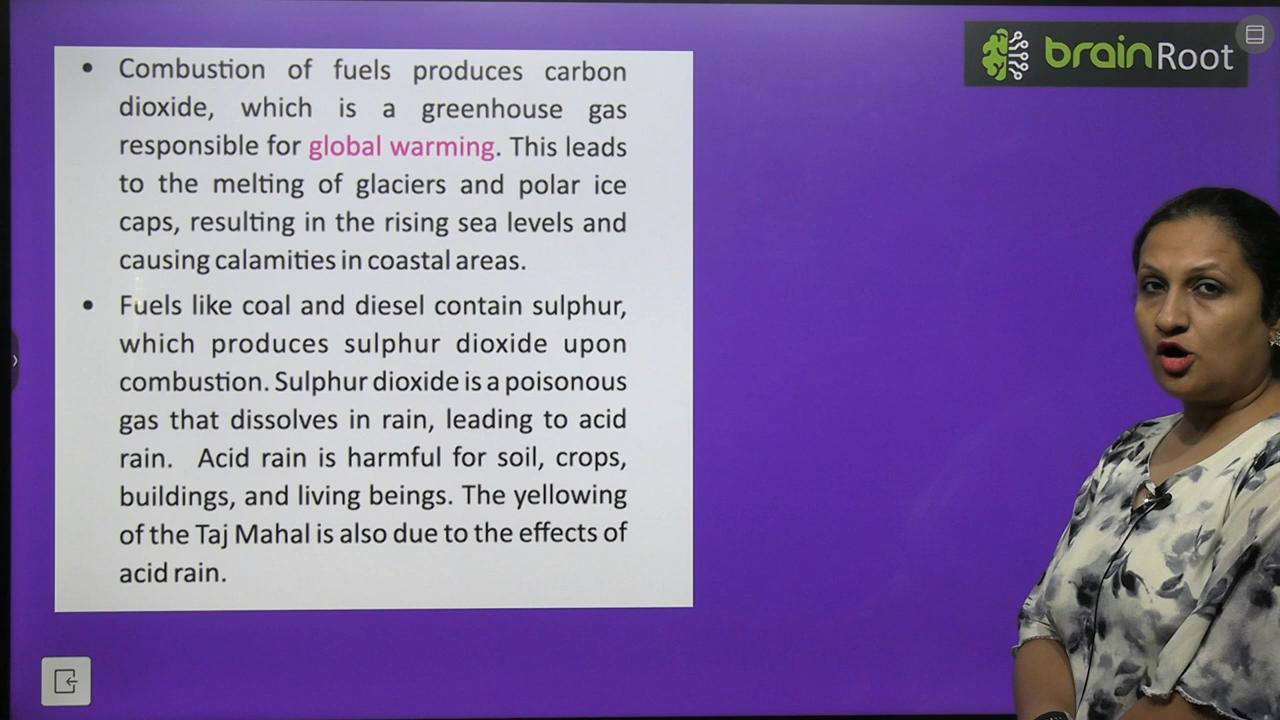 brainRoot
• Combustion of fuels produces carbon
dioxide, which is a greenhouse gas
responsible for global warming. This leads
to the melting of glaciers and polar ice
caps, resulting in the rising sea levels and
causing calamities in coastal areas.
• Fuels like coal and diesel contain sulphur,
which produces sulphur dioxide upon
combustion. Sulphur dioxide is a poisonous
gas that dissolves in rain, leading to acid
rain. Acid rain is harmful for soil, crops,
buildings, and living beings. The yellowing
of the Taj Mahal is also due to the effects of
acid rain.